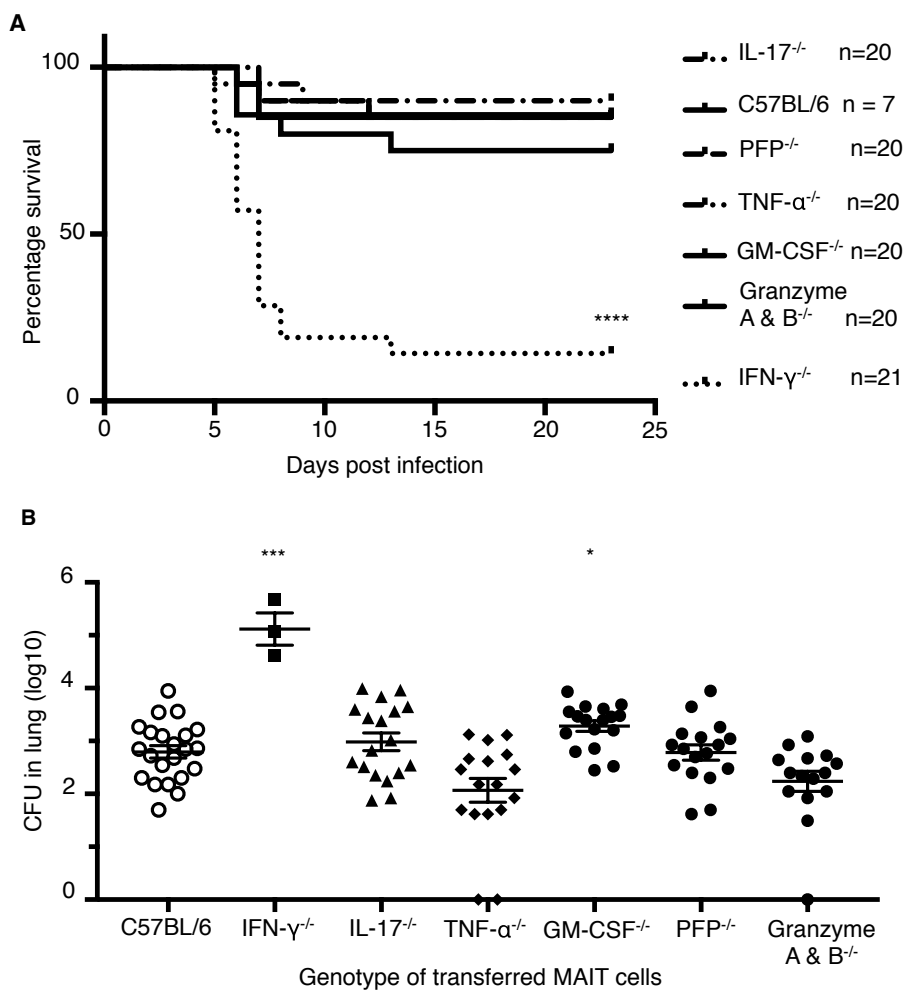 A
100
50
0
Percentage survival
0 5 10 15 20 25
Days post infection
****
IL-17-/- n=20
C57BL/6 n = 7
PFP-/- n=20
TNF-α-/- n=20
GM-CSF-/- n=20
Granzyme
A & B-/- n=20
IFN-γ-/- n=21
B
*** *
6
4
2
0
CFU in lung (log10)
C57BL/6 IFN-γ-/- IL-17-/- TNF-α-/- GM-CSF-/- PFP-/- Granzyme
A & B-/-
Genotype of transferred MAIT cells